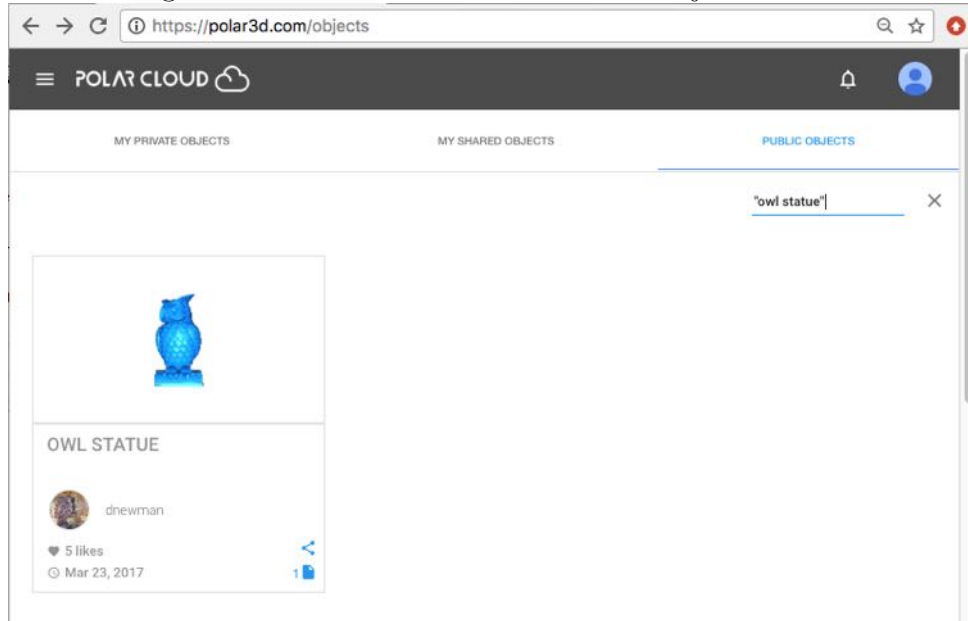 https://polar3d.com/objects
POLAR CLOUD
MY PRIVATE OBJECTS
MY SHARED OBJECTS
PUBLIC OBJECTS
"owl statue"
OWL STATUE
dnewman
5 likes
Mar 23, 2017
1